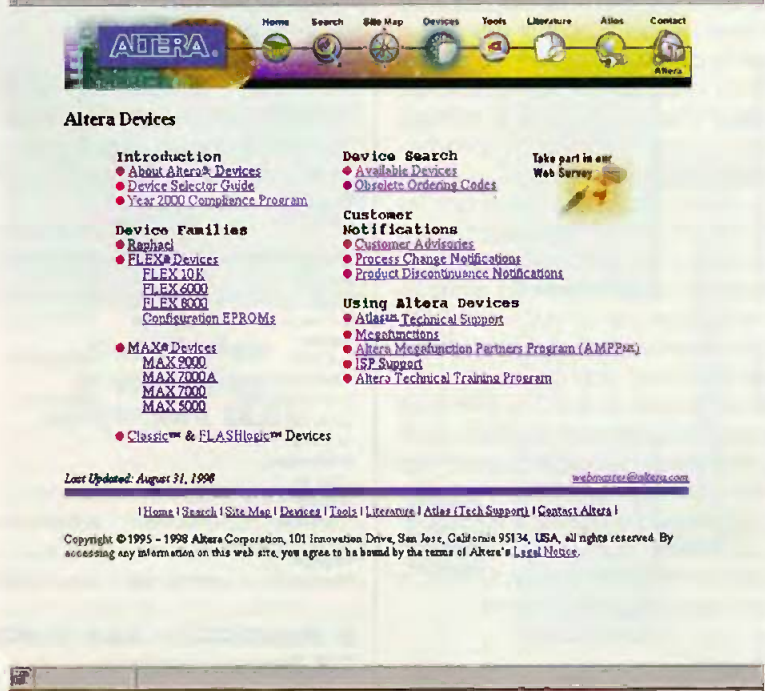 Home Search Site Map Devices Tools Literature Atlas Contact Altera
ALTERA.
Altera Devices
Introduction
About Altera® Devices
Device Selector Guide
Year 2000 Compliance Program
Device Families
Raphael
FLEX® Devices
FLEX 10K
FLEX 6000
FLEX 8000
Configuration EPROMs
MAX® Devices
MAX 9000
MAX 7000A
MAX 7000
MAX 5000
Classic™ & FLASHlogic™ Devices
Device Search
Available Devices
Obsolete Ordering Codes
Customer
Notifications
Customer Advisories
Process Change Notifications
Product Discontinuance Notifications
Using Altera Devices
Atlas℠ Technical Support
Megafunctions
Altera Megafunction Partners Program (AMPP℠)
ISP Support
Altera Technical Training Program
Take part in our
Web Survey
Last Updated: August 31, 1998
webmaster@altera.com
| Home | Search | Site Map | Devices | Tools | Literature | Atlas (Tech Support) | Contact Altera |
Copyright © 1995 - 1998 Altera Corporation, 101 Innovation Drive, San Jose, California 95134, USA, all rights reserved. By
accessing any information on this web site, you agree to be bound by the terms of Altera's Legal Notice.